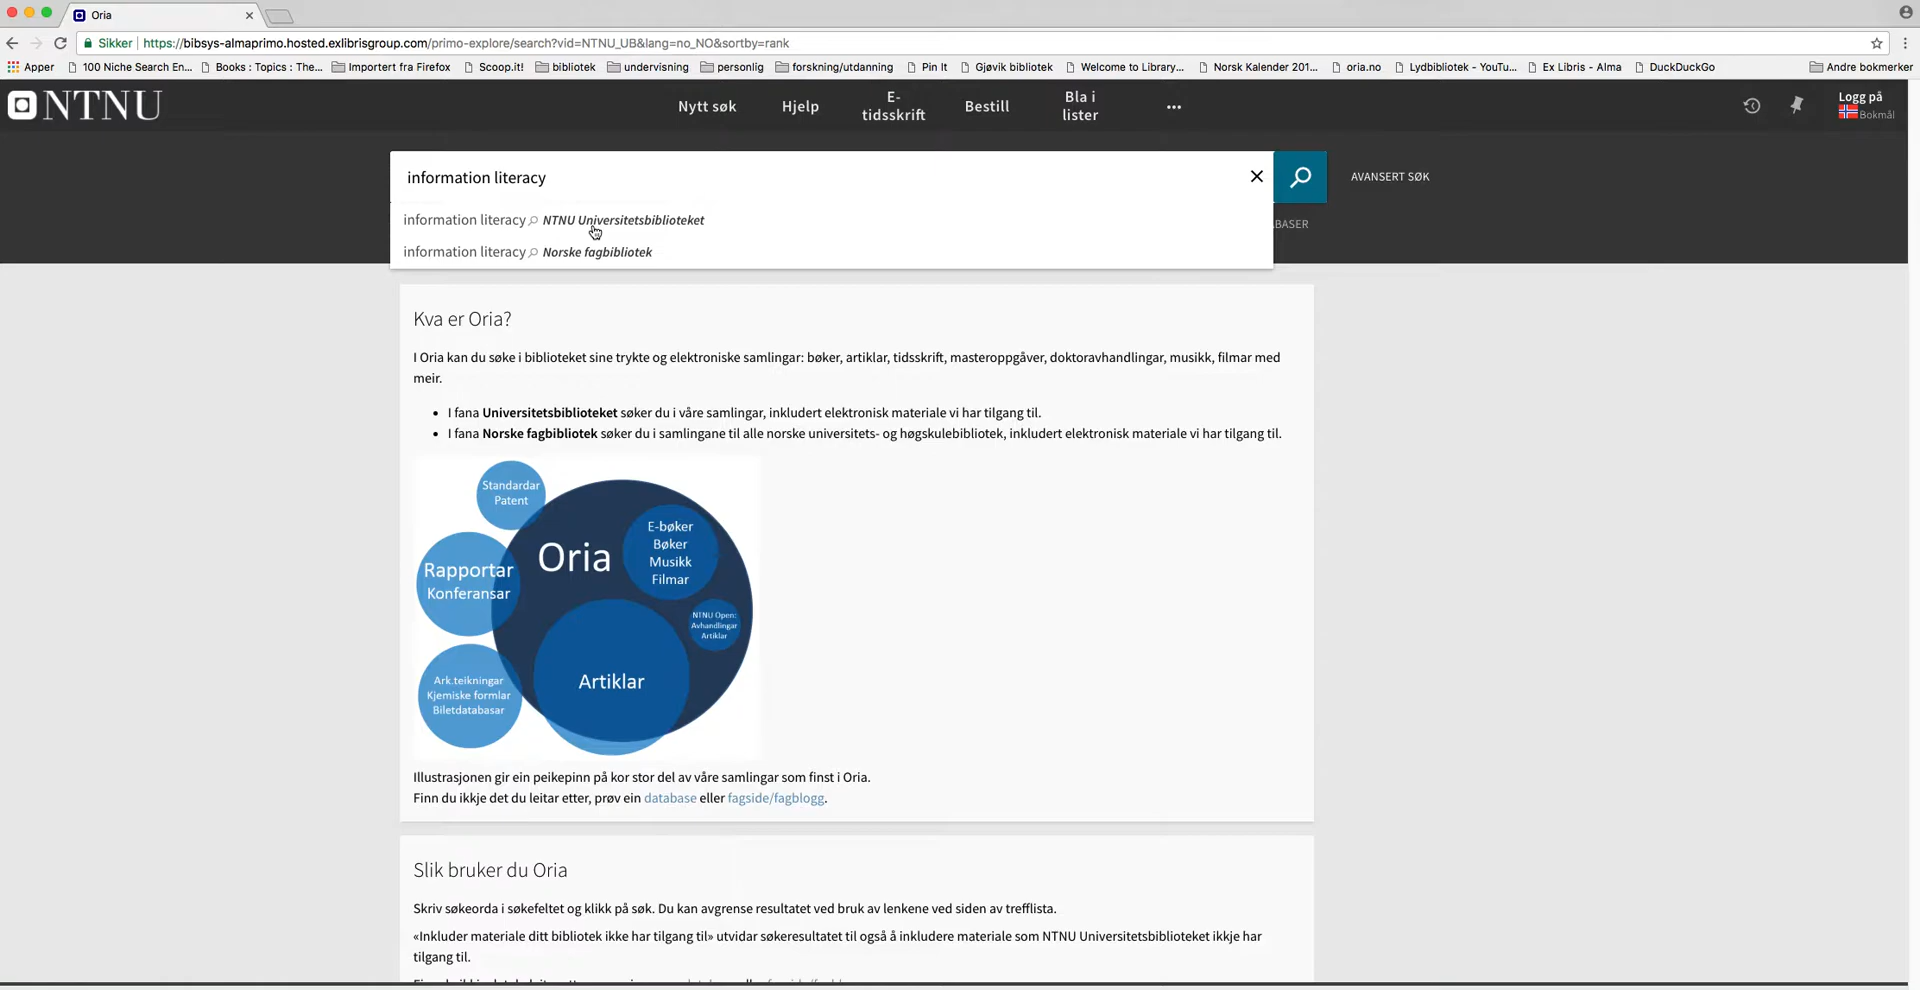 Oria
Sikker https://bibsys-almaprimo.hosted.exlibrisgroup.com/primo-explore/search?vid=NTNU_UB&lang=no_NO&sortby=rank
Apper 100 Niche Search En... Books : Topics : The... Importert fra Firefox Scoop.it! bibliotek undervisning personlig forskning/utdanning Pin It Gjøvik bibliotek Welcome to Library... Norsk Kalender 201... oria.no Lydbibliotek - YouTu... Ex Libris - Alma DuckDuckGo Andre bokmerker
NTNU Nytt søk Hjelp E-tidsskrift Bestill Bla i lister ... Logg på
Bokmål
information literacy AVANSERT SØK
information literacy NTNU Universitetsbiblioteket
BASER
information literacy Norske fagbibliotek
Kva er Oria?
I Oria kan du søke i biblioteket sine trykte og elektroniske samlingar: bøker, artiklar, tidsskrift, masteroppgåver, doktoravhandlingar, musikk, filmar med
meir.
• I fana Universitetsbiblioteket søker du i våre samlingar, inkludert elektronisk materiale vi har tilgang til.
• I fana Norske fagbibliotek søker du i samlingane til alle norske universitets- og høgskulebibliotek, inkludert elektronisk materiale vi har tilgang til.
Standardar
Patent
E-bøker
Bøker
Musikk
Filmar
Oria
Rapportar
Konferansar
NTNU Open:
Avhandlingar
Artiklar
Ark.teikningar
Kjemiske formlar
Biletdatabasar
Artiklar
Illustrasjonen gir ein peikepinn på kor stor del av våre samlingar som finst i Oria.
Finn du ikkje det du leitar etter, prøv ein database eller fagside/fagblogg.
Slik bruker du Oria
Skriv søkeorda i søkefeltet og klikk på søk. Du kan avgrense resultatet ved bruk av lenkene ved siden av trefflista.
«Inkluder materiale ditt bibliotek ikke har tilgang til» utvidar søkeresultatet til også å inkludere materiale som NTNU Universitetsbiblioteket ikkje har
tilgang til.